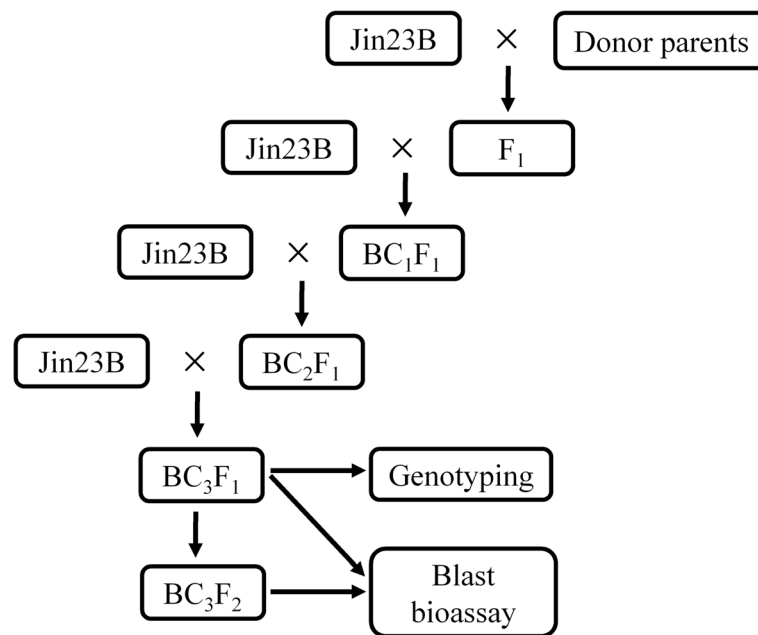 Jin23B × Donor parents
Jin23B × F₁
Jin23B × BC₁F₁
Jin23B × BC₂F₁
BC₃F₁ Genotyping
BC₃F₂ Blast
bioassay